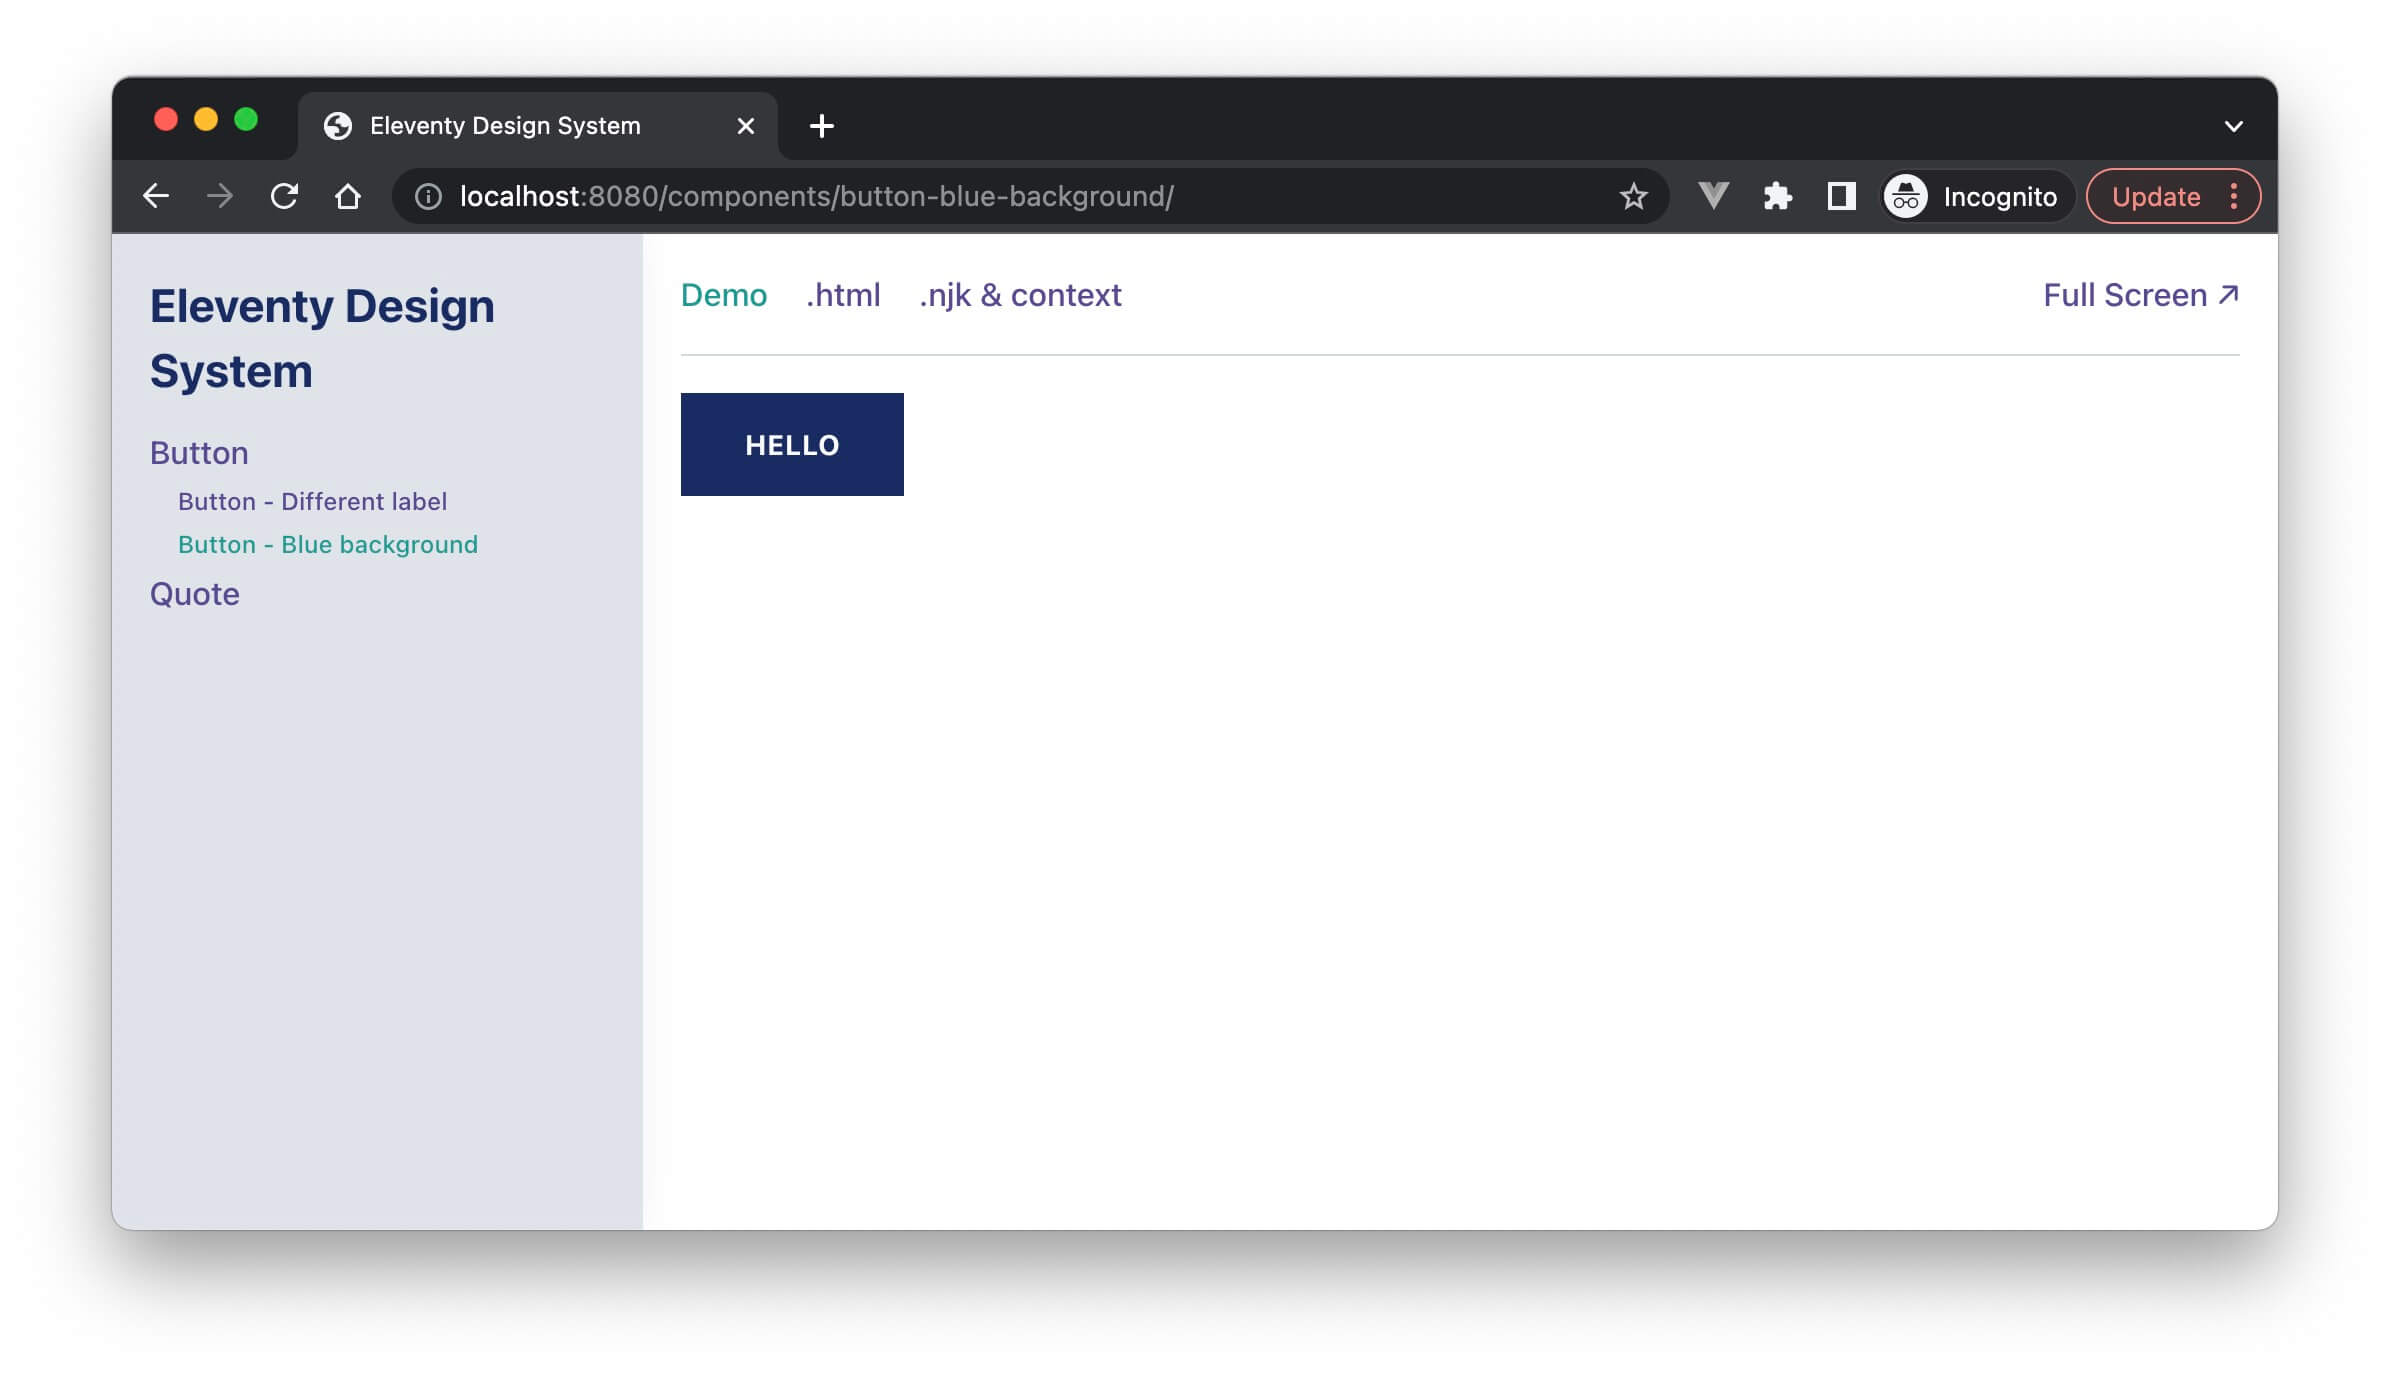 Eleventy Design System
localhost:8080/components/button-blue-background/
Incognito
Update
Eleventy Design
System
Button
Button - Different label
Button - Blue background
Quote
Demo .html .njk & context Full Screen
HELLO